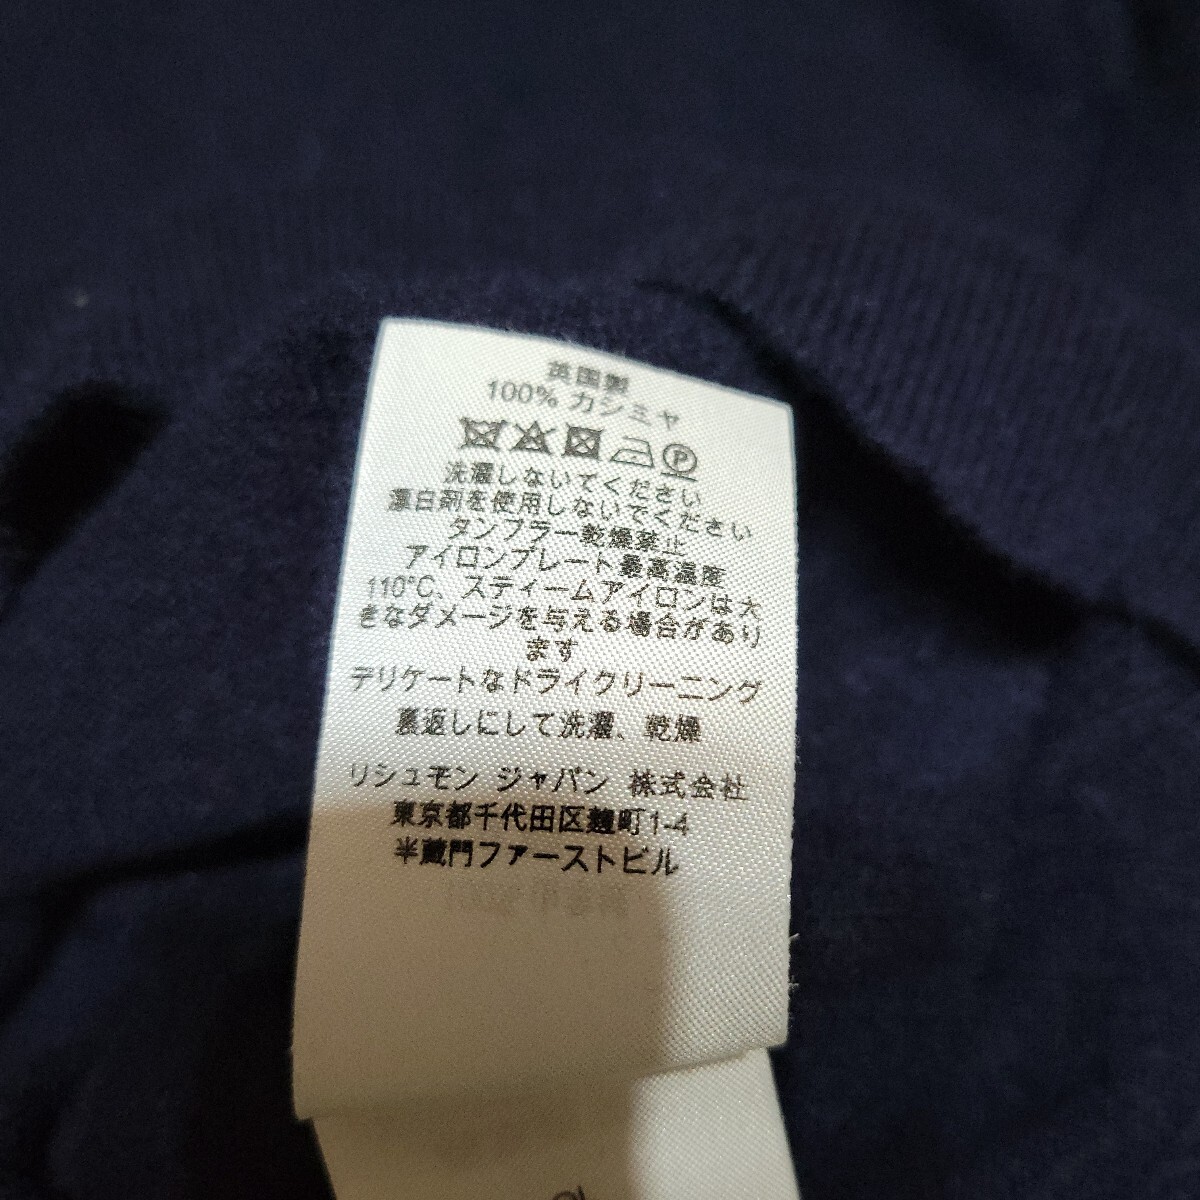 英国製
100% カシミヤ
洗濯しないでください
漂白剤を使用しないでください
タンブラー乾燥禁止
アイロンプレート最高温度
110°C、スティームアイロンは大
きなダメージを与える場合があり
ます
デリケートなドライクリーニング
裏返しにして洗濯、乾燥
リシュモン ジャパン 株式会社
東京都千代田区麹町1-4
半蔵門ファーストビル